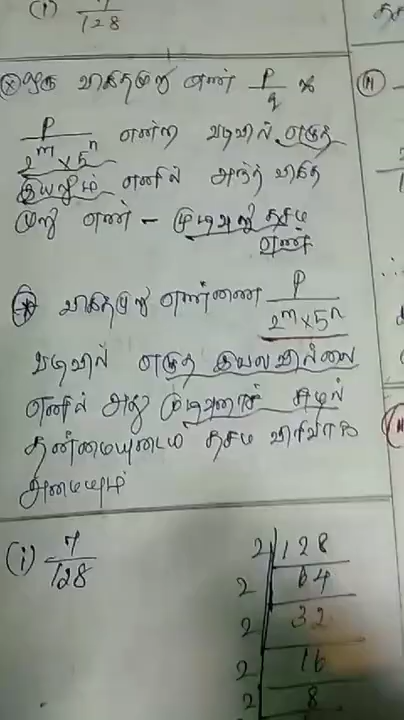 (i) 7/128
ஒரு விகிதமுறு எண் p/q ஐ
p/2^m × 5^n என்ற வடிவில் எழுத
இயலும் எனில் அந்த விகித
முறு எண் – முடிவுறு தசம
எண்
விகிதமுறு எண்ணை p/2^m × 5^n
வடிவில் எழுத இயலவில்லை
எனில் அது முடிவுறாச் சுழல்
தன்மையுடைய தசம விரிவாக
அமையும்
(i) 7/128
2 | 128
2 | 64
2 | 32
2 | 16
2 | 8